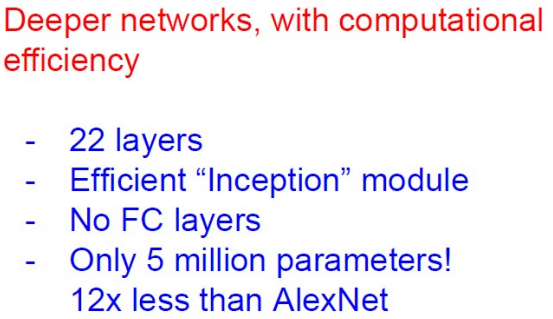 Deeper networks, with computational
efficiency
- 22 layers
- Efficient “Inception” module
- No FC layers
- Only 5 million parameters!
12x less than AlexNet